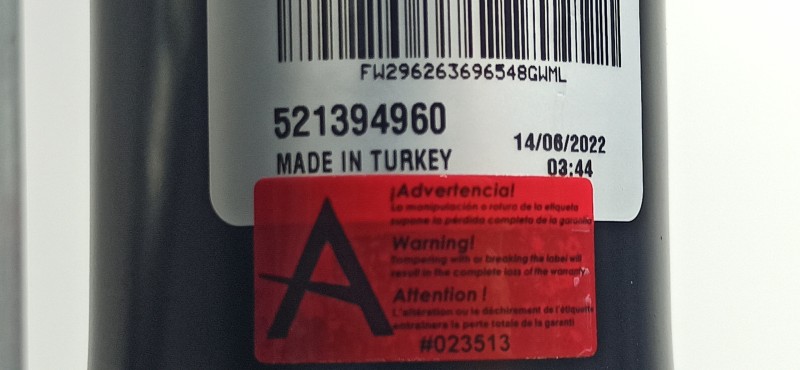 FW296263696548GWML
521394960
14/06/2022
MADE IN TURKEY
03:44
A
¡Advertencia!
La manipulación o rotura de la etiqueta
supone la pérdida completa de la garantía
Warning!
Tampering with or breaking the label will
result in the complete loss of the warranty
Attention !
L'altération ou le déchirement de l'étiquette
entraînera la perte totale de la garanti
#023513